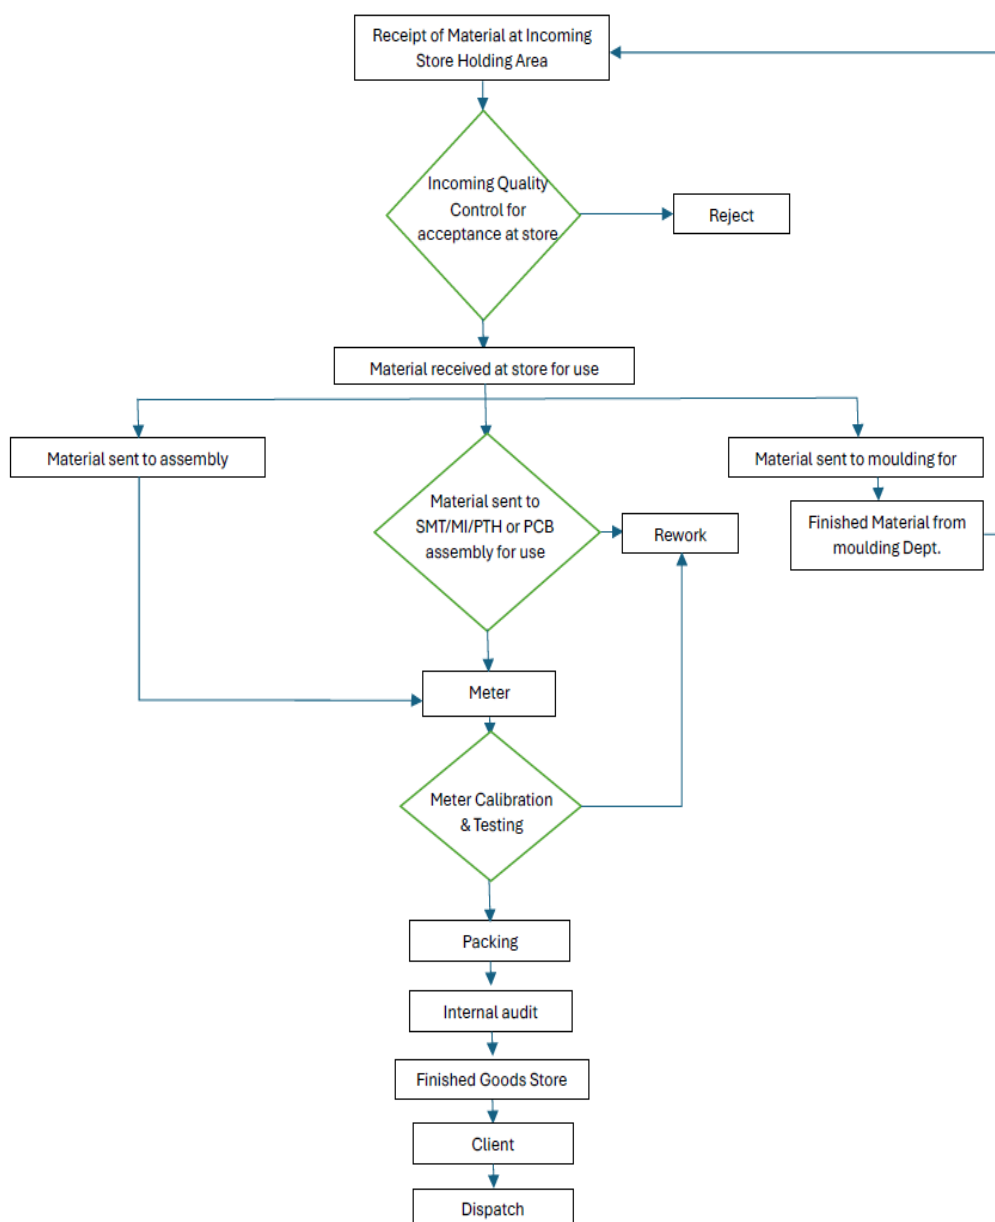 Receipt of Material at Incoming
Store Holding Area
Incoming Quality
Control for
acceptance at store
Reject
Material received at store for use
Material sent to assembly
Material sent to
SMT/MI/PTH or PCB
assembly for use
Rework
Material sent to moulding for
Finished Material from
moulding Dept.
Meter
Meter Calibration
& Testing
Packing
Internal audit
Finished Goods Store
Client
Dispatch